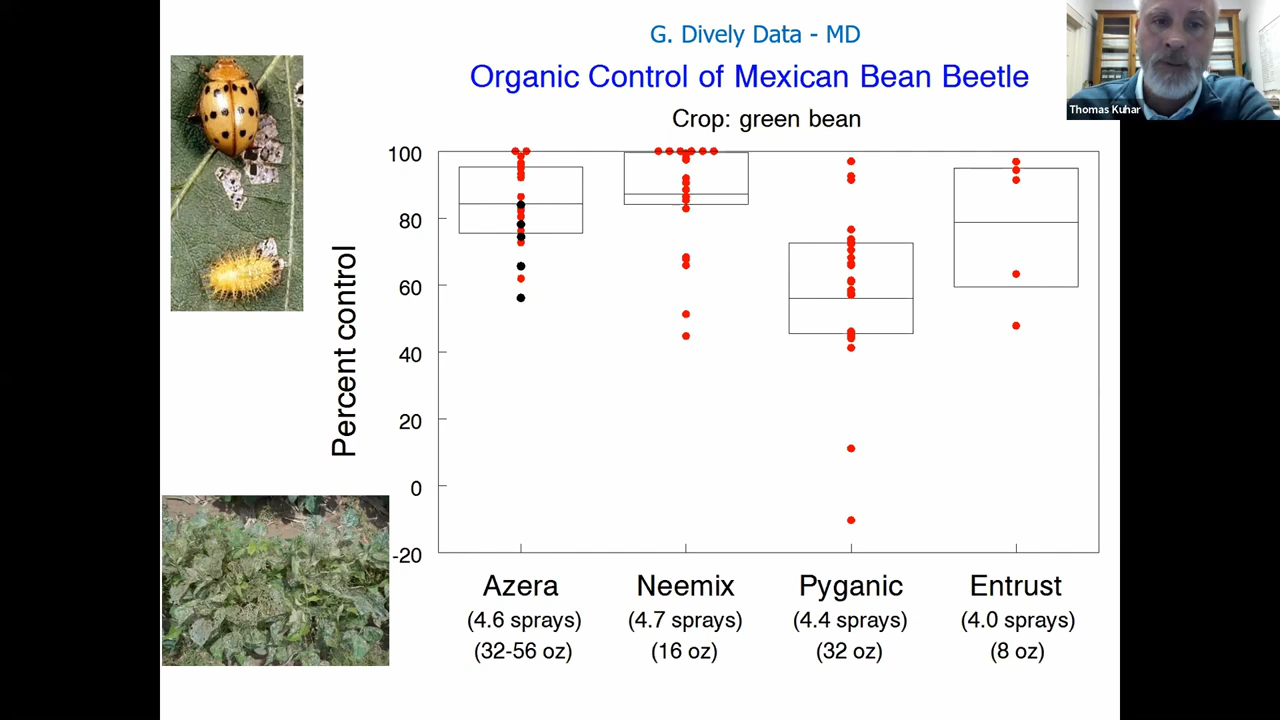 G. Dively Data - MD
Organic Control of Mexican Bean Beetle
Crop: green bean
Thomas Kuhar
Percent control
100
80
60
40
20
0
-20
Azera Neemix Pyganic Entrust
(4.6 sprays) (4.7 sprays) (4.4 sprays) (4.0 sprays)
(32-56 oz) (16 oz) (32 oz) (8 oz)